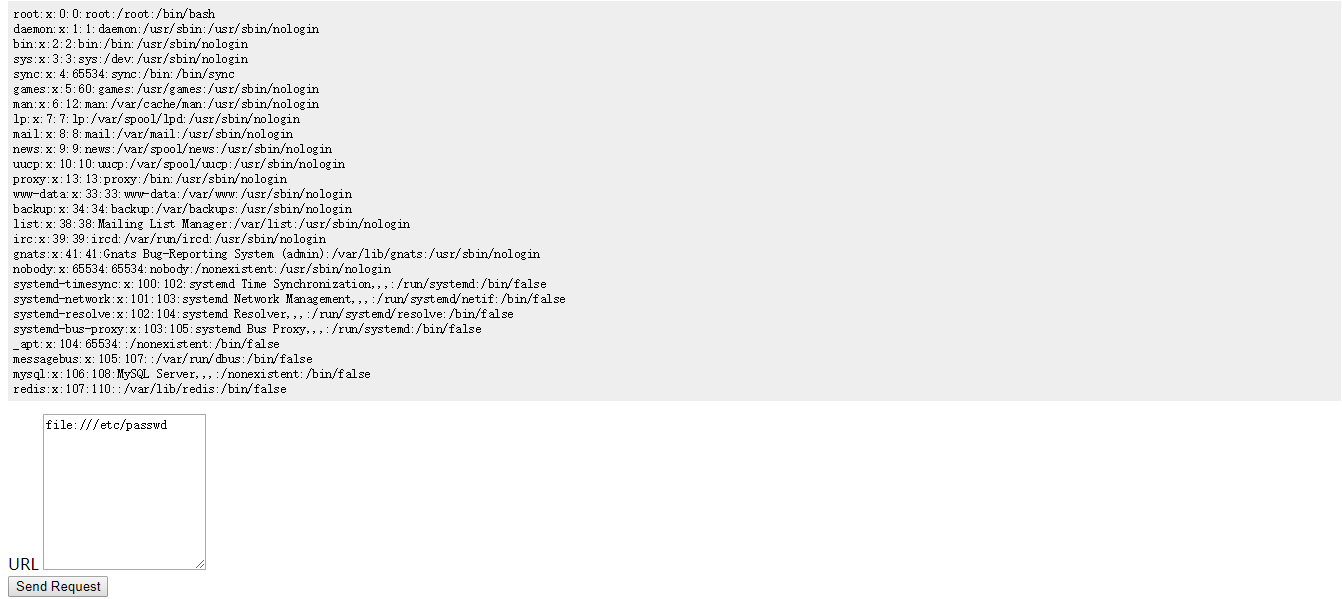 root:x:0:0:root:/root:/bin/bash
daemon:x:1:1:daemon:/usr/sbin:/usr/sbin/nologin
bin:x:2:2:bin:/bin:/usr/sbin/nologin
sys:x:3:3:sys:/dev:/usr/sbin/nologin
sync:x:4:65534:sync:/bin:/bin/sync
games:x:5:60:games:/usr/games:/usr/sbin/nologin
man:x:6:12:man:/var/cache/man:/usr/sbin/nologin
lp:x:7:7:lp:/var/spool/lpd:/usr/sbin/nologin
mail:x:8:8:mail:/var/mail:/usr/sbin/nologin
news:x:9:9:news:/var/spool/news:/usr/sbin/nologin
uucp:x:10:10:uucp:/var/spool/uucp:/usr/sbin/nologin
proxy:x:13:13:proxy:/bin:/usr/sbin/nologin
www-data:x:33:33:www-data:/var/www:/usr/sbin/nologin
backup:x:34:34:backup:/var/backups:/usr/sbin/nologin
list:x:38:38:Mailing List Manager:/var/list:/usr/sbin/nologin
irc:x:39:39:ircd:/var/run/ircd:/usr/sbin/nologin
gnats:x:41:41:Gnats Bug-Reporting System (admin):/var/lib/gnats:/usr/sbin/nologin
nobody:x:65534:65534:nobody:/nonexistent:/usr/sbin/nologin
systemd-timesync:x:100:102:systemd Time Synchronization,,,:/run/systemd:/bin/false
systemd-network:x:101:103:systemd Network Management,,,:/run/systemd/netif:/bin/false
systemd-resolve:x:102:104:systemd Resolver,,,:/run/systemd/resolve:/bin/false
systemd-bus-proxy:x:103:105:systemd Bus Proxy,,,:/run/systemd:/bin/false
_apt:x:104:65534::/nonexistent:/bin/false
messagebus:x:105:107::/var/run/dbus:/bin/false
mysql:x:106:108:MySQL Server,,,:/nonexistent:/bin/false
redis:x:107:110::/var/lib/redis:/bin/false
file:///etc/passwd
URL
Send Request